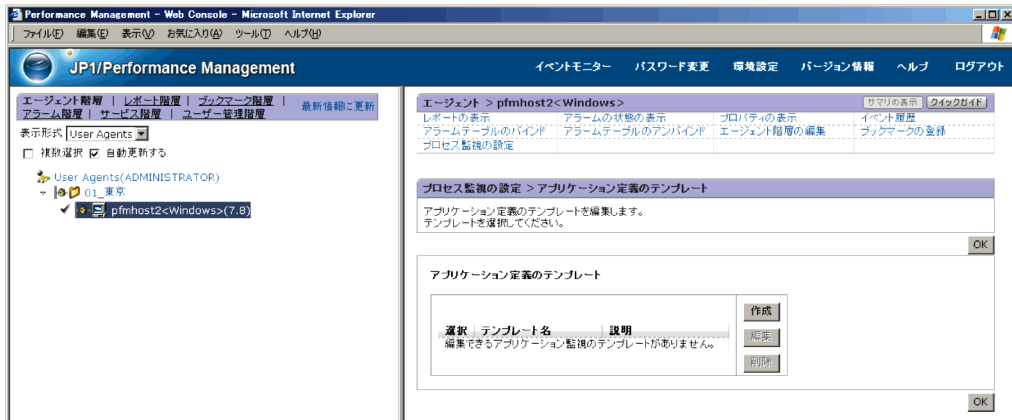 Performance Management - Web Console - Microsoft Internet Explorer
ファイル(F) 編集(E) 表示(V) お気に入り(A) ツール(T) ヘルプ(H)
JP1/Performance Management
イベントモニター パスワード変更 環境設定 バージョン情報 ヘルプ ログアウト
エージェント階層 | レポート階層 | ブックマーク階層 |
アラーム階層 | サービス階層 | ユーザー管理階層
最新情報に更新
表示形式 User Agents
複数選択 自動更新する
User Agents(ADMINISTRATOR)
01_東京
pfmhost2<Windows>(7.8)
エージェント > pfmhost2<Windows>
サマリの表示 クイックガイド
レポートの表示 アラームの状態の表示 プロパティの表示 イベント履歴
アラームテーブルのバインド アラームテーブルのアンバインド エージェント階層の編集 ブックマークの登録
プロセス監視の設定
プロセス監視の設定 > アプリケーション定義のテンプレート
アプリケーション定義のテンプレートを編集します。
テンプレートを選択してください。
OK
アプリケーション定義のテンプレート
選択 テンプレート名 説明
編集できるアプリケーション監視のテンプレートがありません。
作成
編集
削除
OK